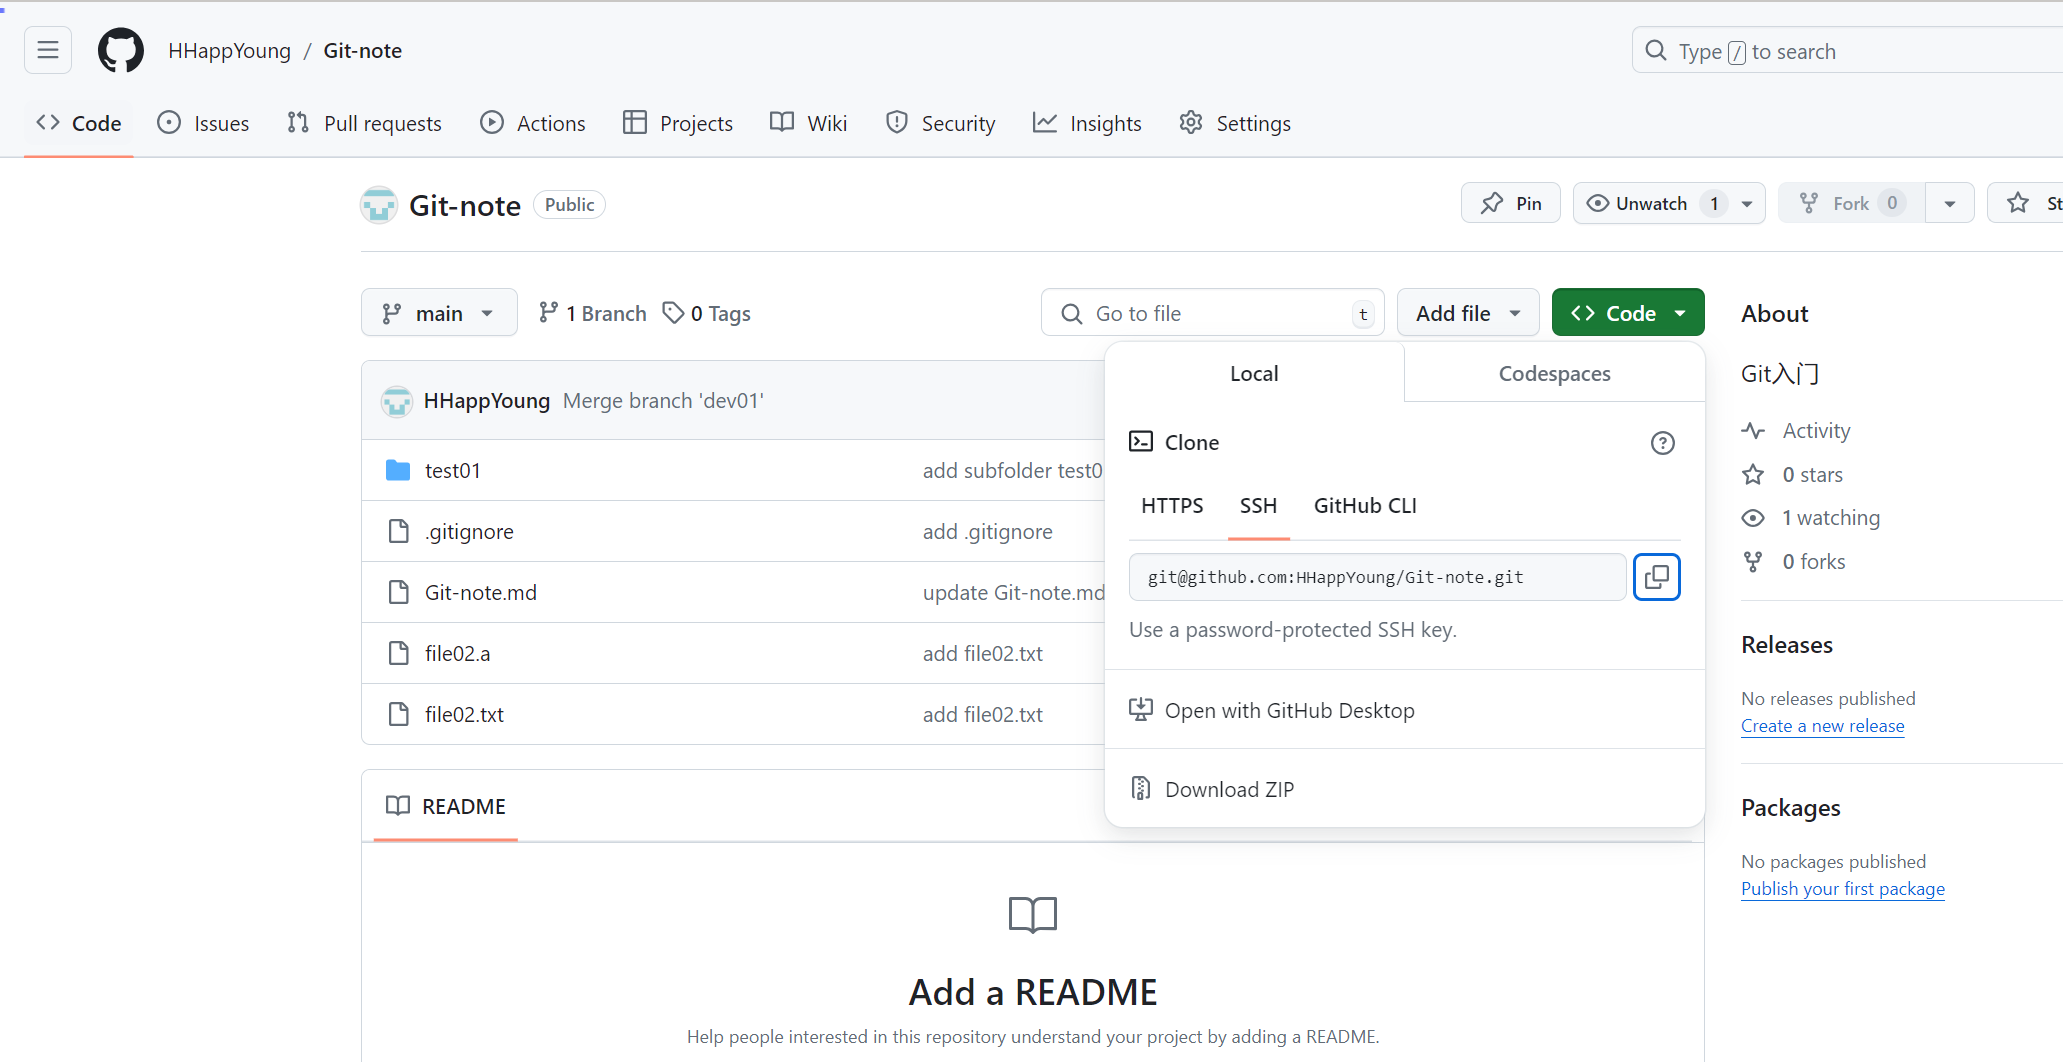 HHappYoung / Git-note
Type / to search
Code Issues Pull requests Actions Projects Wiki Security Insights Settings
Git-note Public
Pin Unwatch 1 Fork 0 St
main 1 Branch 0 Tags
Go to file t Add file Code
HHappYoung Merge branch 'dev01'
test01 add subfolder test0
.gitignore add .gitignore
Git-note.md update Git-note.md
file02.a add file02.txt
file02.txt add file02.txt
Local Codespaces
Clone
HTTPS SSH GitHub CLI
git@github.com:HHappYoung/Git-note.git
Use a password-protected SSH key.
Open with GitHub Desktop
Download ZIP
README
Add a README
Help people interested in this repository understand your project by adding a README.
About
Git入门
Activity
0 stars
1 watching
0 forks
Releases
No releases published
Create a new release
Packages
No packages published
Publish your first package